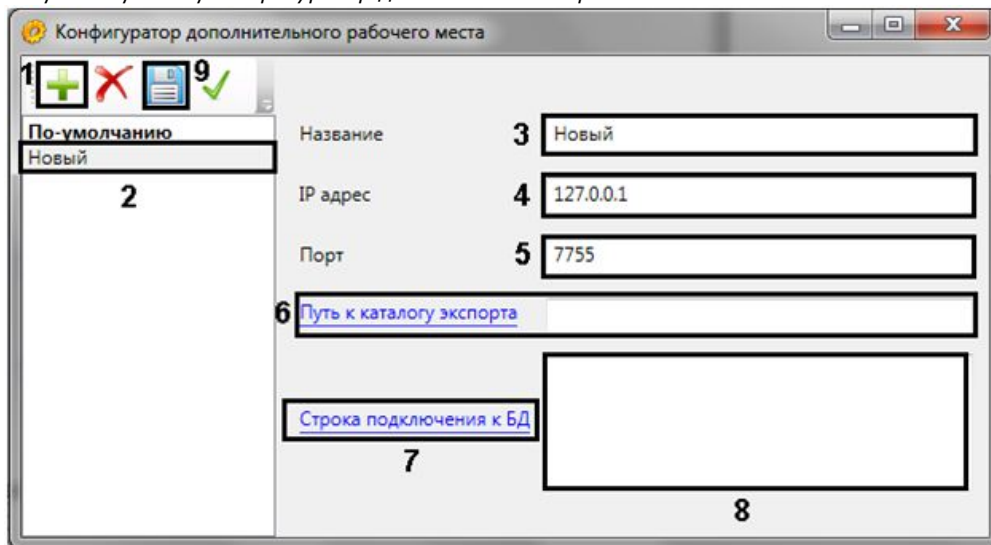 Конфигуратор дополнительного рабочего места
1
9
По-умолчанию
Новый
2
Название 3 Новый
IP адрес 4 127.0.0.1
Порт 5 7755
6 Путь к каталогу экспорта
Строка подключения к БД
7
8